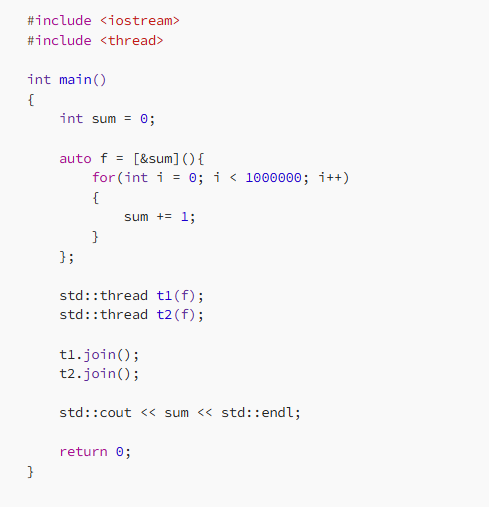 #include <iostream>
#include <thread>

int main()
{
    int sum = 0;

    auto f = [&sum](){
        for(int i = 0; i < 1000000; i++)
        {
            sum += 1;
        }
    };

    std::thread t1(f);
    std::thread t2(f);

    t1.join();
    t2.join();

    std::cout << sum << std::endl;

    return 0;
}